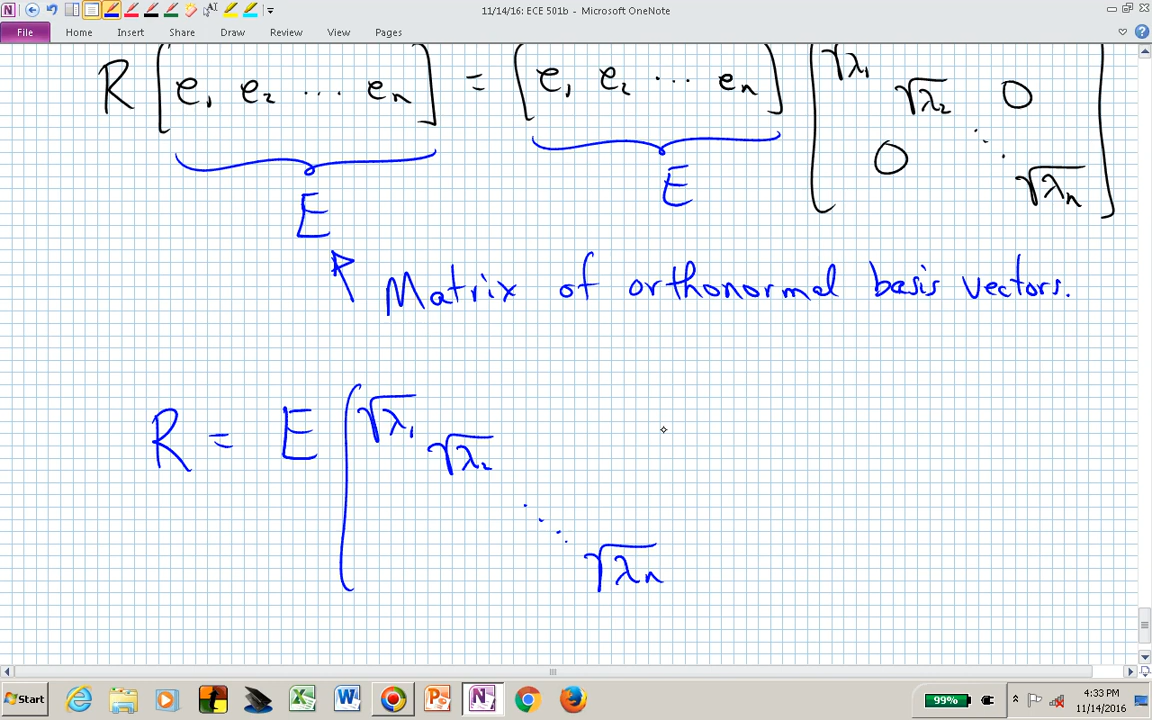 11/14/16: ECE 501b - Microsoft OneNote
File Home Insert Share Draw Review View Pages
R [ e₁ e₂ ⋯ eₙ ] = [ e₁ e₂ ⋯ eₙ ] [ √λ₁ √λ₂ 0 0 ⋱ √λₙ ]
E E
Matrix of orthonormal basis vectors.
R = E [ √λ₁ √λ₂ ⋱ √λₙ
Start 99% 4:33 PM
11/14/2016